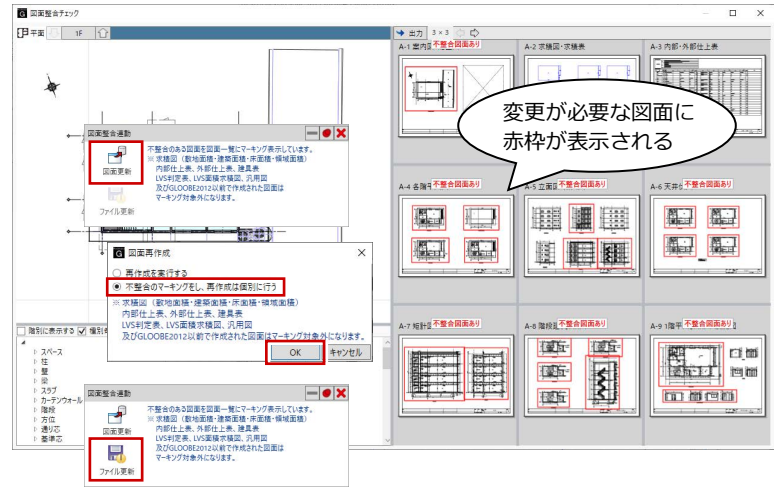 図面整合チェック
平面 1F
出力 3×3
A-1 案内図 不整合図面あり
A-2 求積図・求積表
A-3 内部・外部仕上表
変更が必要な図面に
赤枠が表示される
図面整合連動
図面更新
ファイル更新
不整合のある図面を図面一覧にマーキング表示しています。
※ 求積図（敷地面積・建築面積・床面積・領域面積）
内部仕上表、外部仕上表、建具表
LVS判定表、LVS面積求積図、汎用図
及びGLOOBE2012以前で作成された図面は
マーキング対象外になります。
A-4 各階平 不整合図面あり
A-5 立面図 不整合図面あり
A-6 天井伏 不整合図面あり
図面再作成
再作成を実行する
不整合のマーキングをし、再作成は個別に行う
※ 求積図（敷地面積・建築面積・床面積・領域面積）
内部仕上表、外部仕上表、建具表
LVS判定表、LVS面積求積図、汎用図
及びGLOOBE2012以前で作成された図面はマーキング対象外になります。
OK キャンセル
A-7 矩計図 不整合図面あり
A-8 階段詳 不整合図面あり
A-9 1階平 不整合図面あり 図
階別に表示する
スペース
柱
壁
梁
スラブ
カーテンウォール
階段
方位
通り芯
基準芯
図面整合連動
図面更新
ファイル更新
不整合のある図面を図面一覧にマーキング表示しています。
※ 求積図（敷地面積・建築面積・床面積・領域面積）
内部仕上表、外部仕上表、建具表
LVS判定表、LVS面積求積図、汎用図
及びGLOOBE2012以前で作成された図面は
マーキング対象外になります。